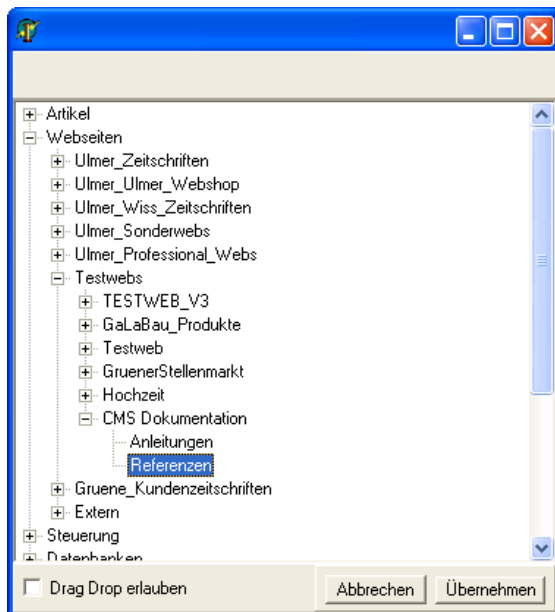 Artikel
Webseiten
Ulmer_Zeitschriften
Ulmer_Ulmer_Webshop
Ulmer_Wiss_Zeitschriften
Ulmer_Sonderwebs
Ulmer_Professional_Webs
Testwebs
TESTWEB_V3
GaLaBau_Produkte
Testweb
GruenerStellenmarkt
Hochzeit
CMS Dokumentation
Anleitungen
Referenzen
Gruene_Kundenzeitschriften
Extern
Steuerung
Datenbanken
Drag Drop erlauben
Abbrechen Übernehmen